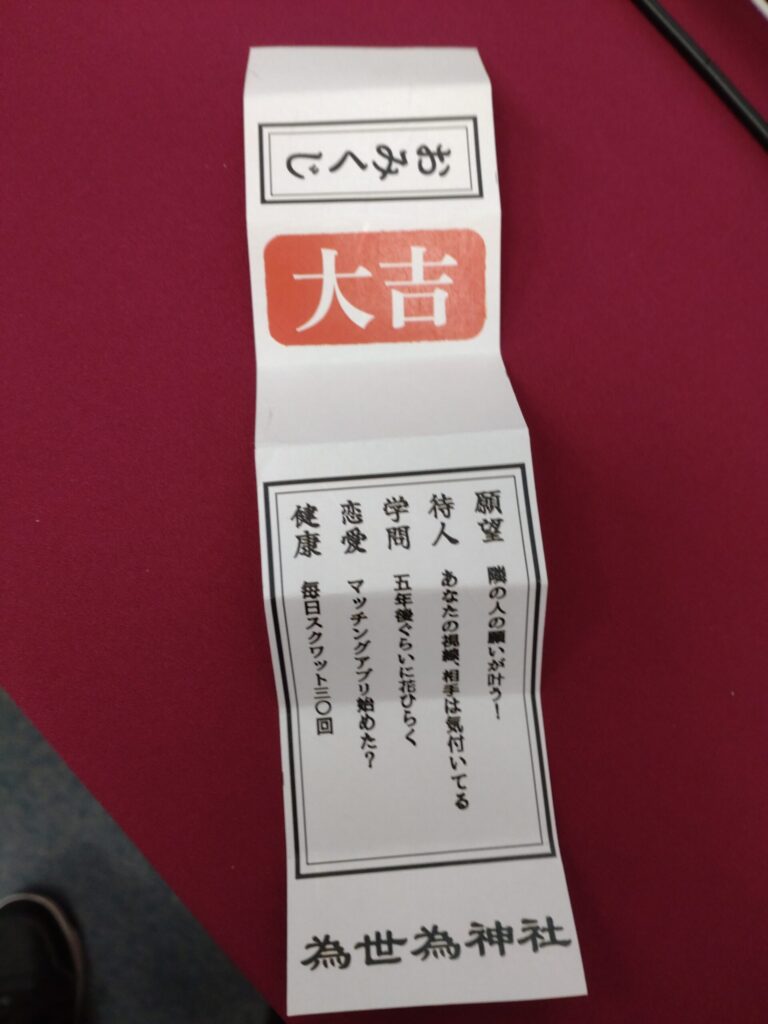 おみくじ
大吉
願望 隣の人の願いが叶う!
待人 あなたの視線、相手は気付いてる
学問 五年後ぐらいに花ひらく
恋愛 マッチングアプリ始めた?
健康 毎日スクワット三〇回
為世為神社